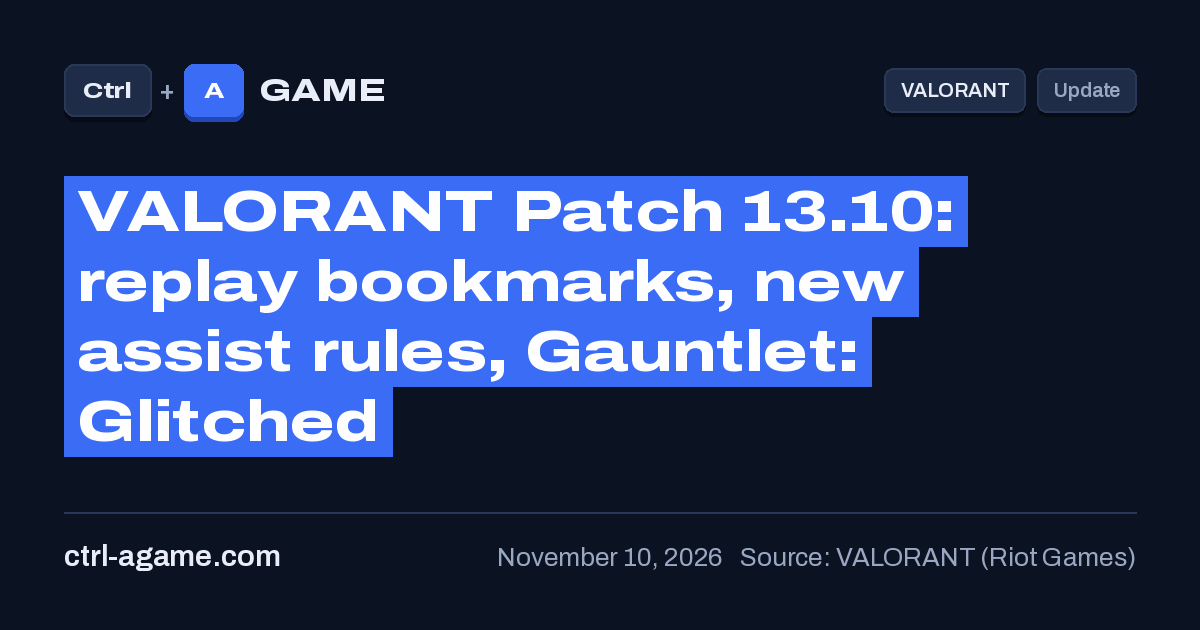 Ctrl + A GAME
VALORANT Update
VALORANT Patch 13.10:
replay bookmarks, new
assist rules, Gauntlet:
Glitched
ctrl-agame.com
November 10, 2026 Source: VALORANT (Riot Games)